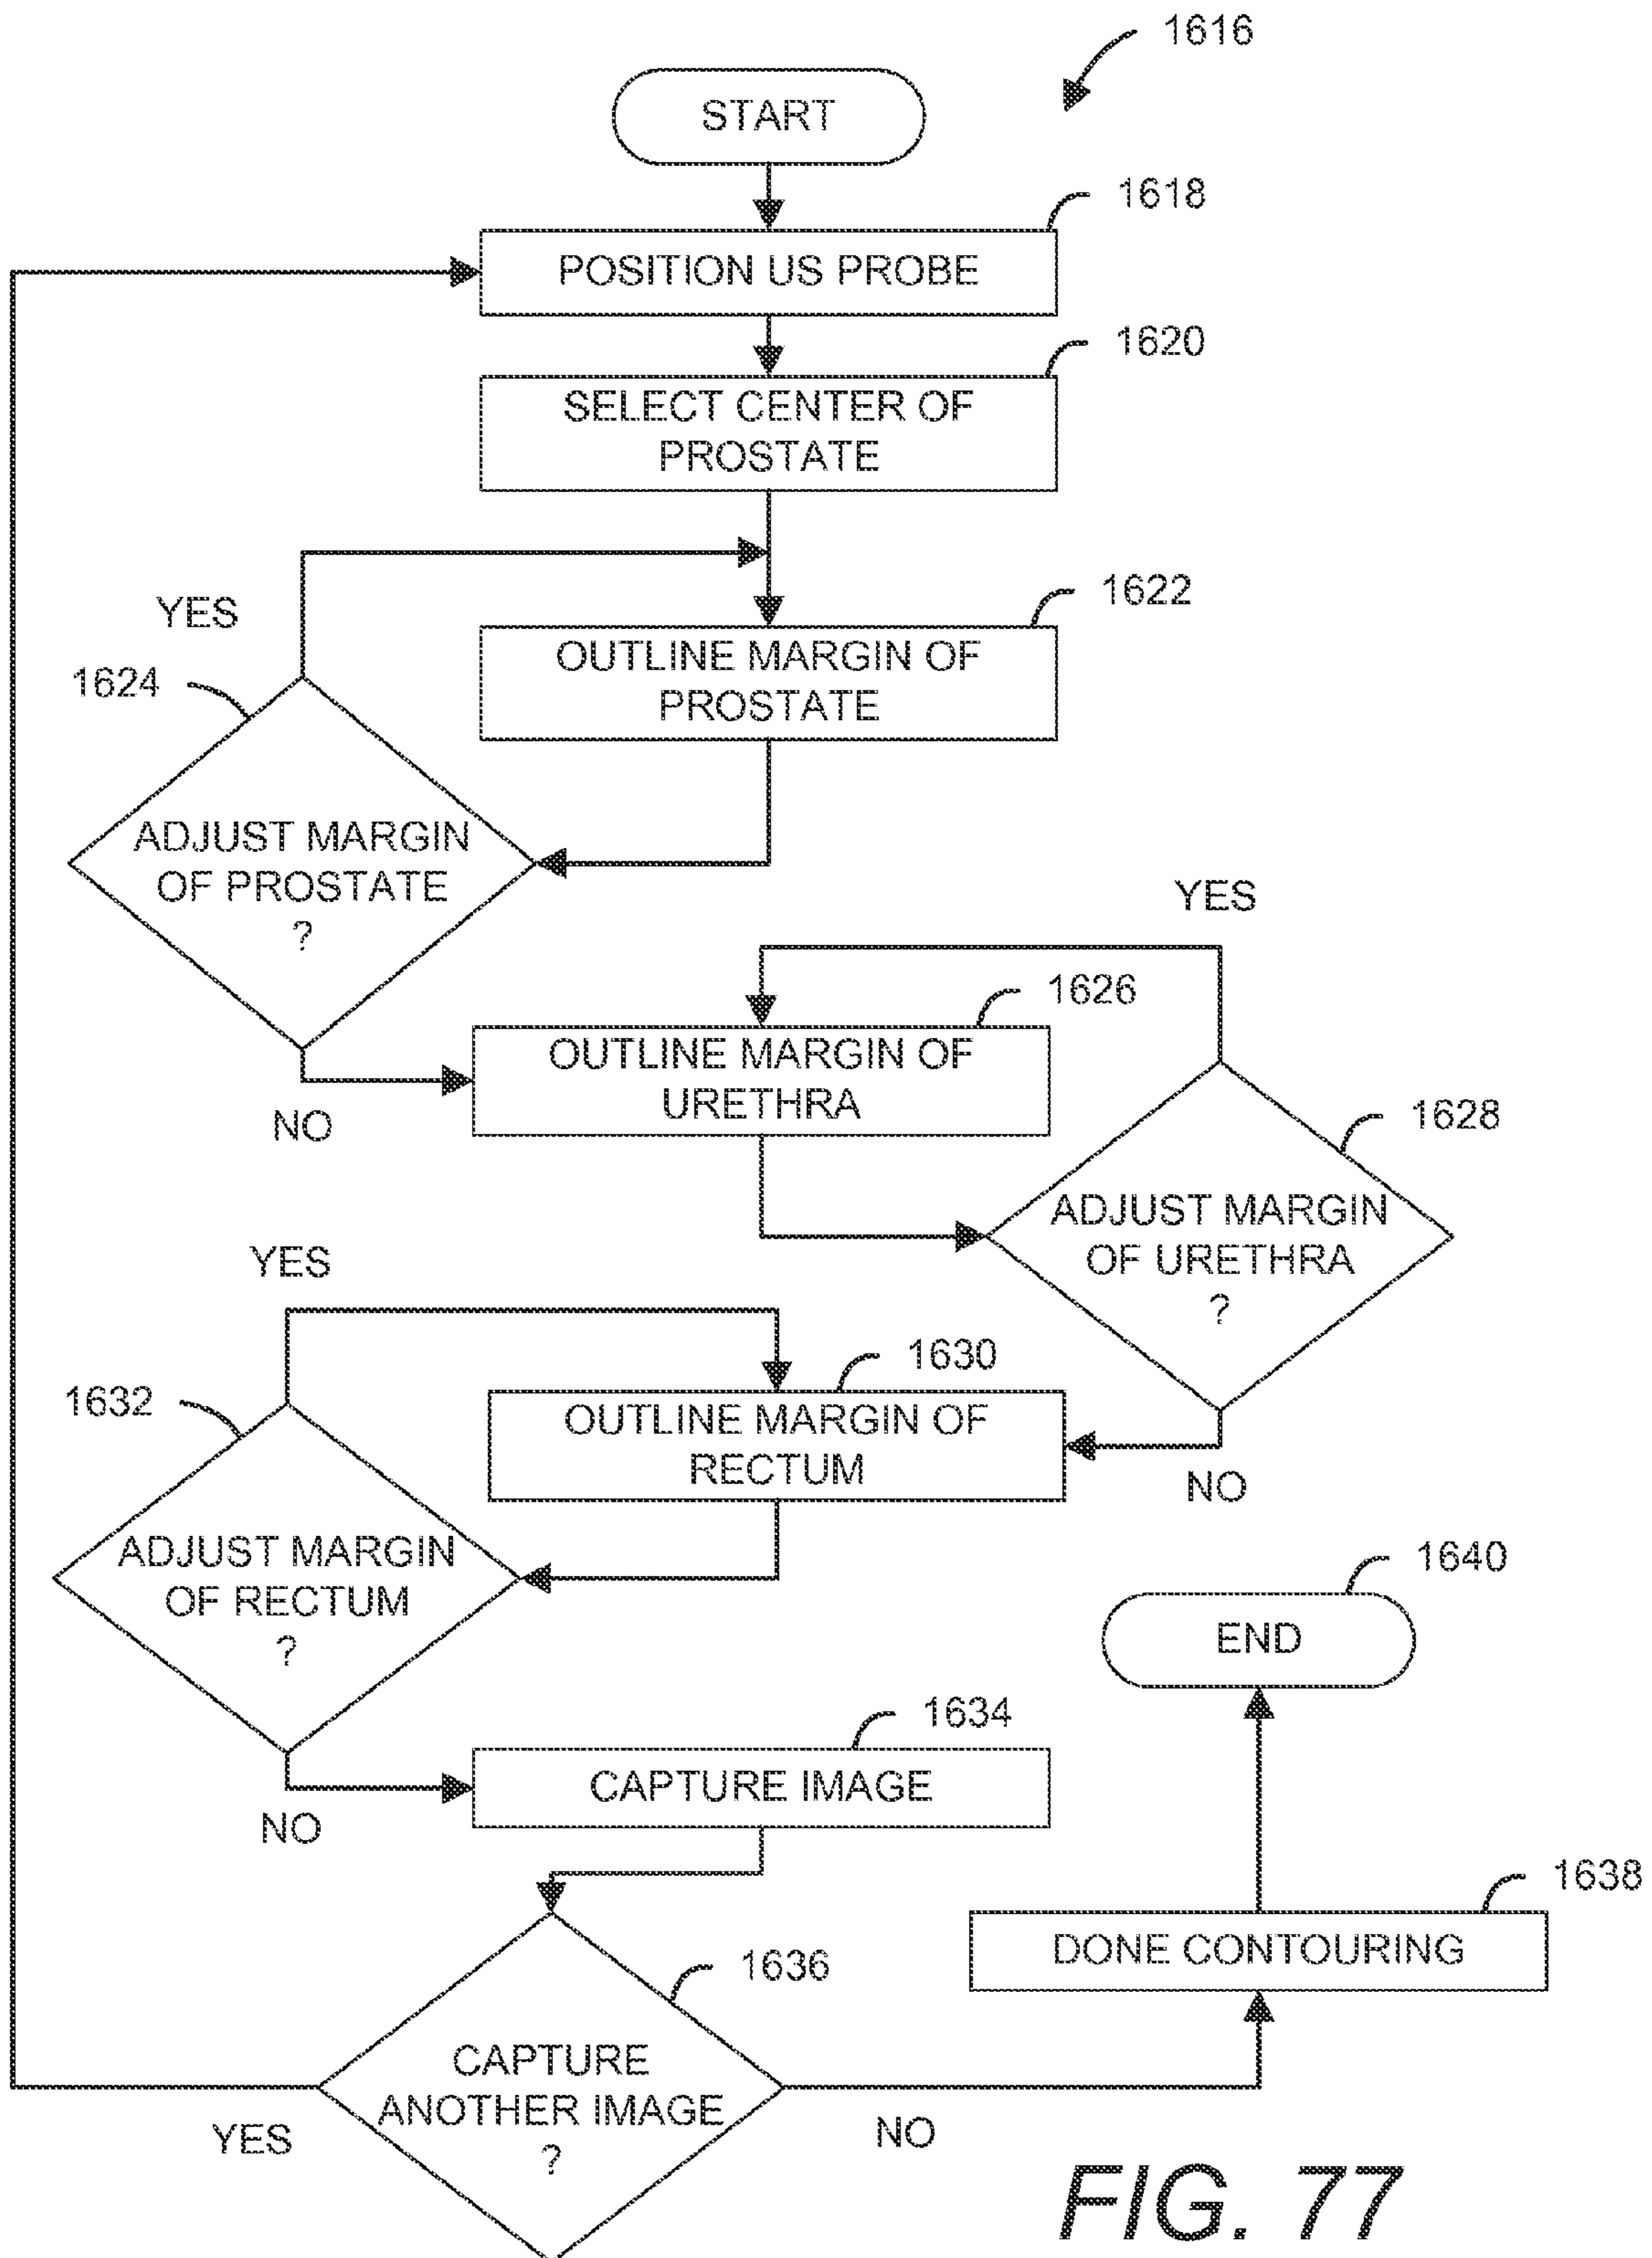 1616
START
1618
POSITION US PROBE
1620
SELECT CENTER OF
PROSTATE
YES
1622
OUTLINE MARGIN OF
PROSTATE
1624
ADJUST MARGIN
OF PROSTATE
?
NO
YES
1626
OUTLINE MARGIN OF
URETHRA
1628
ADJUST MARGIN
OF URETHRA
?
NO
YES
1630
OUTLINE MARGIN OF
RECTUM
1632
ADJUST MARGIN
OF RECTUM
?
NO
1634
CAPTURE IMAGE
1636
CAPTURE
ANOTHER IMAGE
?
YES
NO
1638
DONE CONTOURING
1640
END
FIG. 77